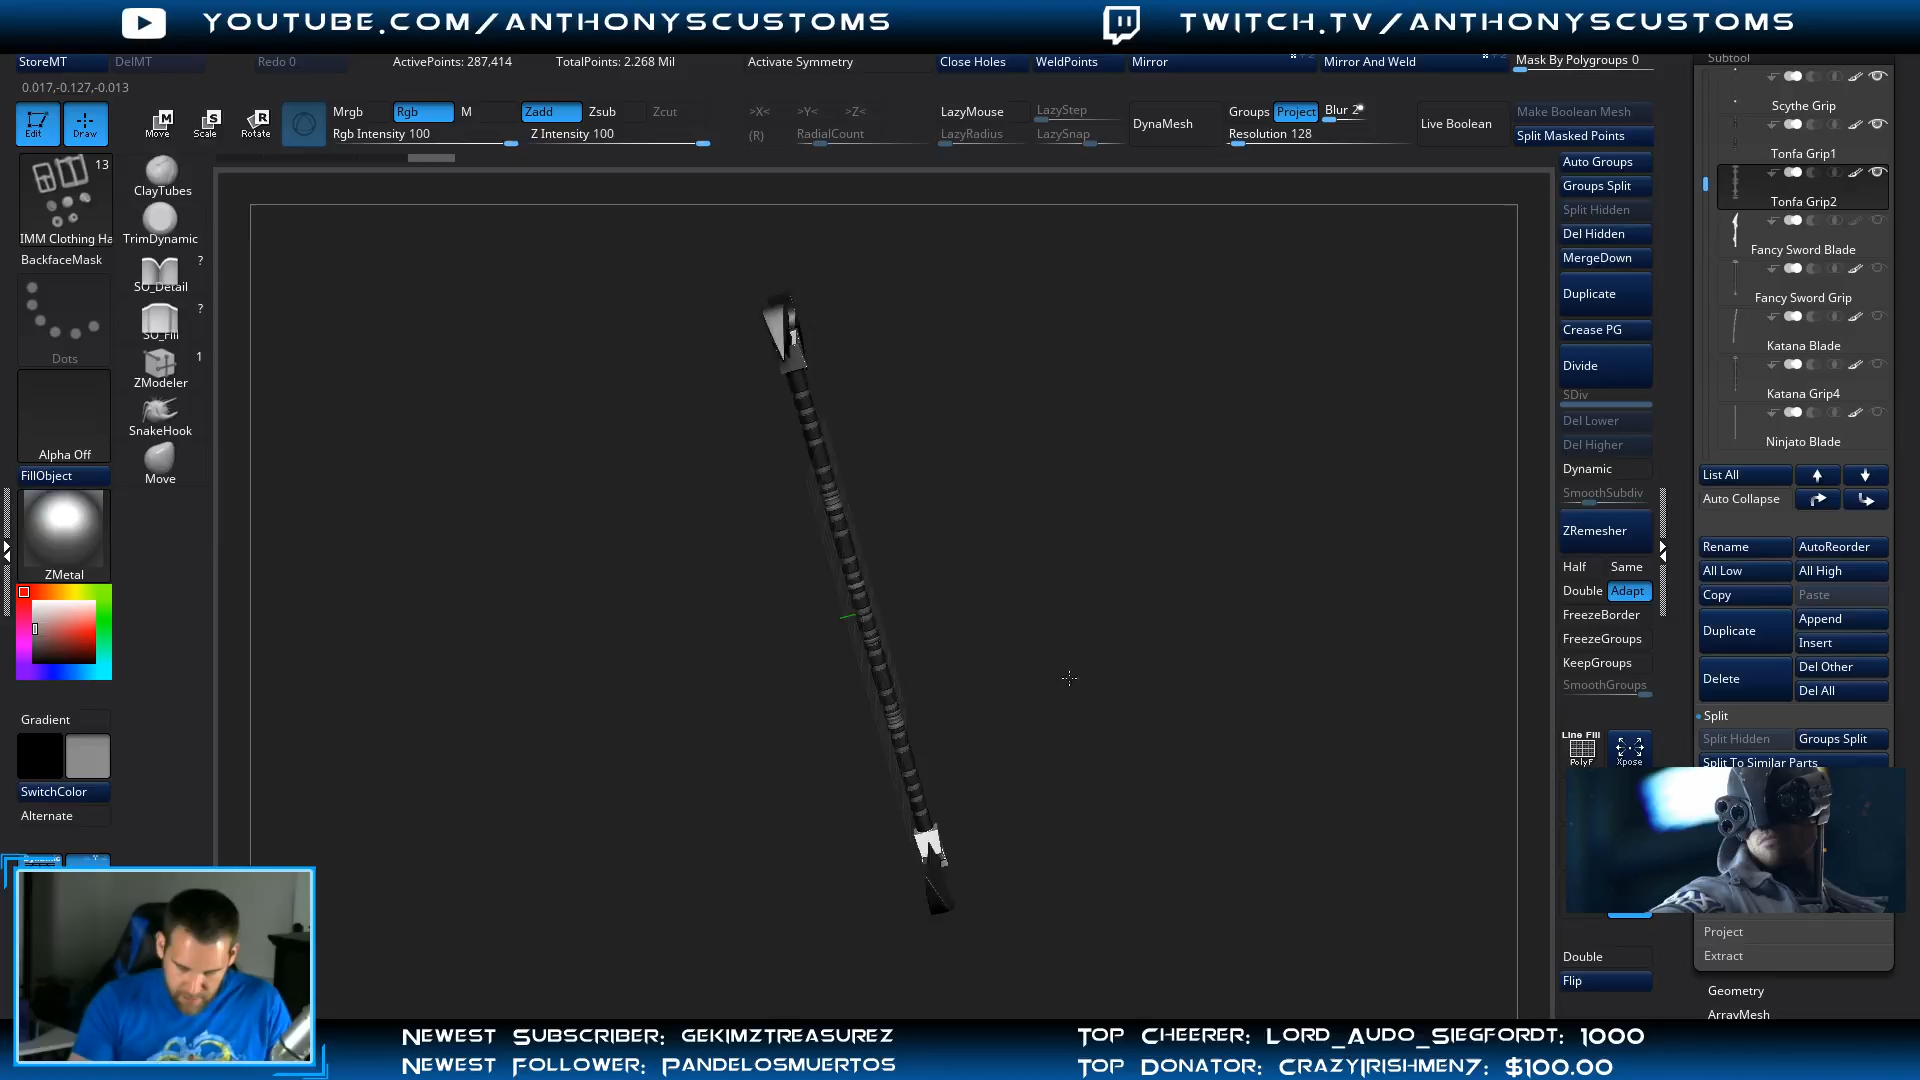 YOUTUBE.COM/ANTHONYSCUSTOMS
TWITCH.TV/ANTHONYSCUSTOMS
StoreMT DelMT Redo 0 ActivePoints: 287,414 TotalPoints: 2.268 Mil Activate Symmetry Close Holes WeldPoints Mirror Mirror And Weld Mask By Polygroups 0
Subtool
0.017,-0.127,-0.013
Edit Draw Move Scale Rotate
Mrgb Rgb M Zadd Zsub Zcut
Rgb Intensity 100 Z Intensity 100
>X< >Y< >Z<
(R) RadialCount
LazyMouse LazyStep
LazyRadius LazySnap
DynaMesh
Groups Project Blur 2
Resolution 128
Live Boolean
Make Boolean Mesh
Split Masked Points
13
IMM Clothing Ha
BackfaceMask
Dots
Alpha Off
FillObject
ZMetal
Gradient
SwitchColor
Alternate
ClayTubes
TrimDynamic
?
SO_Detail
?
SO_Fill
1
ZModeler
SnakeHook
Move
Auto Groups
Groups Split
Split Hidden
Del Hidden
MergeDown
Duplicate
Crease PG
Divide
SDiv
Del Lower
Del Higher
Dynamic
SmoothSubdiv
ZRemesher
Half Same
Double Adapt
FreezeBorder
FreezeGroups
KeepGroups
SmoothGroups
Line Fill
PolyF Xpose
Double
Flip
Scythe Grip
Tonfa Grip1
Tonfa Grip2
Fancy Sword Blade
Fancy Sword Grip
Katana Blade
Katana Grip4
Ninjato Blade
List All
Auto Collapse
Rename AutoReorder
All Low All High
Copy Paste
Duplicate Append
Insert
Delete Del Other
Del All
Split
Split Hidden Groups Split
Split To Similar Parts
Project
Extract
Geometry
ArrayMesh
Newest Subscriber: gekimztreasurez
Newest Follower: Pandelosmuertos
Top Cheerer: Lord_Audo_Siegfordt: 1000
Top Donator: CrazyIrishmen7: $100.00